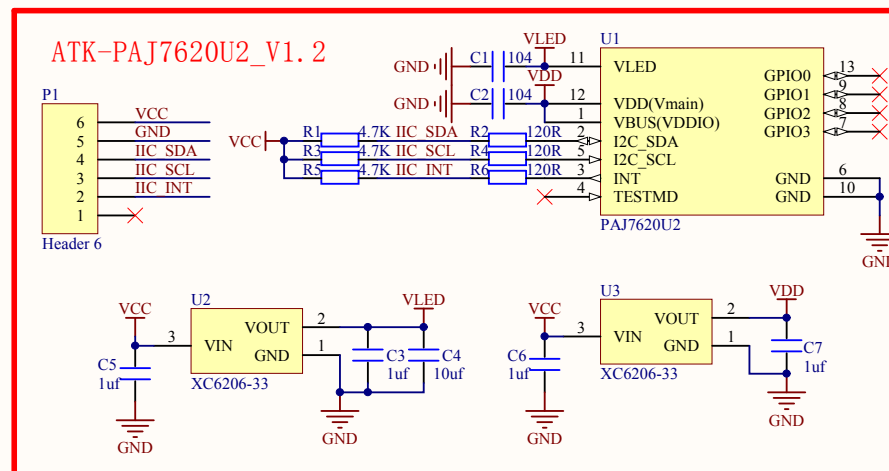 ATK-PAJ7620U2_V1.2
P1
6 VCC
5 GND
4 IIC_SDA
3 IIC_SCL
2 IIC_INT
1
Header 6
GND C1 104 VLED 11
GND C2 104 VDD 12
1
VCC R1 4.7K IIC_SDA R2 120R 2
R3 4.7K IIC_SCL R4 120R 5
R5 4.7K IIC_INT R6 120R 3
4
U1
VLED
VDD(Vmain)
VBUS(VDDIO)
I2C_SDA
I2C_SCL
INT
TESTMD
GPIO0 13
GPIO1 9
GPIO2 8
GPIO3 7
GND 6
GND 10
PAJ7620U2
GND
VCC
U2
3 VIN
VOUT 2
GND 1
XC6206-33
VLED
C5
1uf
C3
1uf
C4
10uf
GND
GND
VCC
U3
3 VIN
VOUT 2
GND 1
XC6206-33
VDD
C6
1uf
C7
1uf
GND
GND